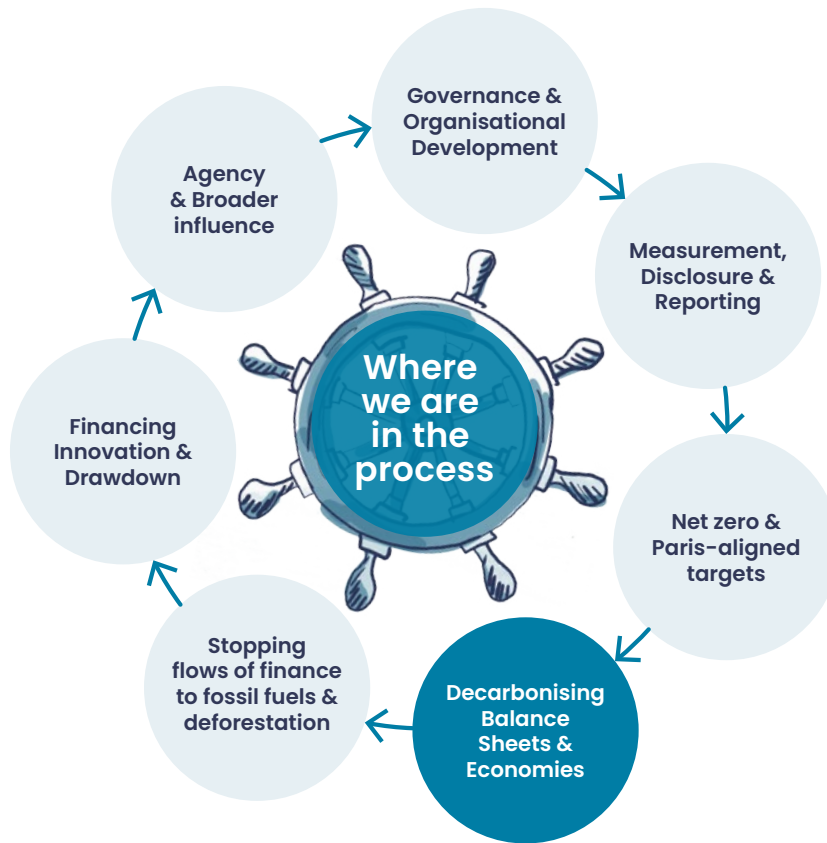 Governance &
Organisational
Development
Agency
& Broader
influence
Measurement,
Disclosure &
Reporting
Where
we are
in the
process
Financing
Innovation &
Drawdown
Net zero &
Paris-aligned
targets
Stopping
flows of finance
to fossil fuels &
deforestation
Decarbonising
Balance
Sheets &
Economies